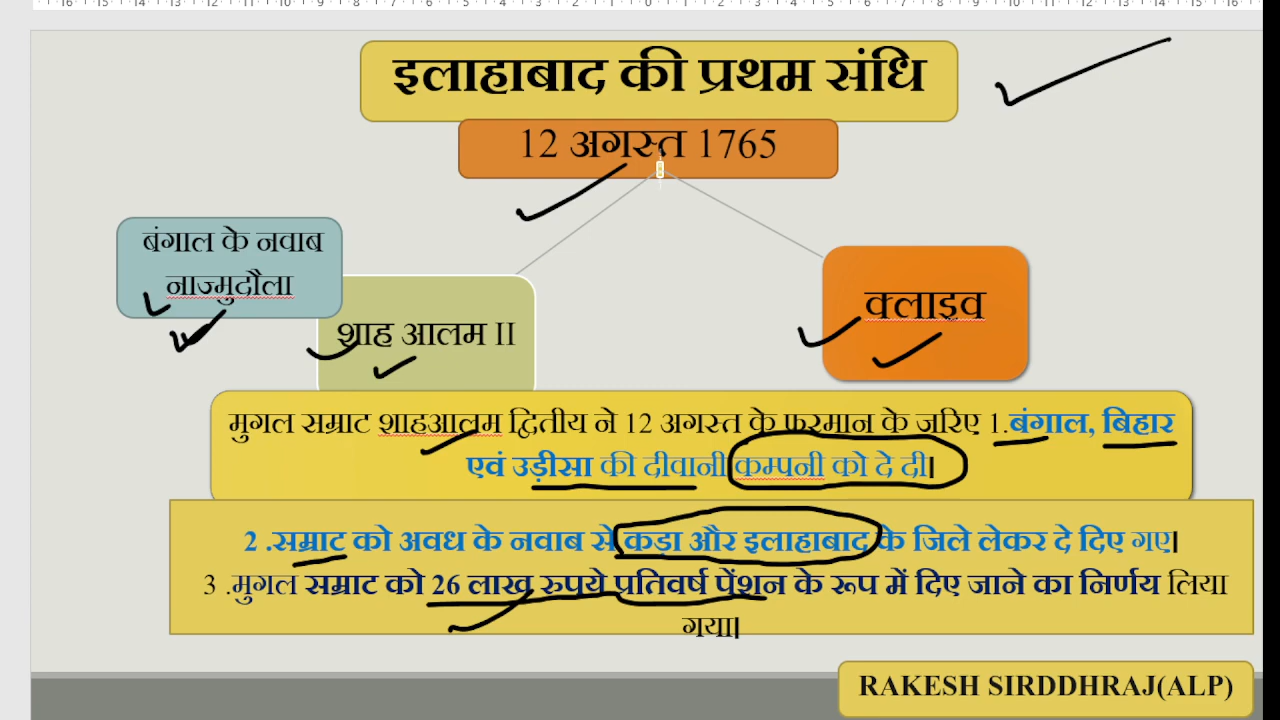 इलाहाबाद की प्रथम संधि
12 अगस्त 1765
बंगाल के नवाब
नाज्मुदौला
शाह आलम II
क्लाइव
मुगल सम्राट शाहआलम द्वितीय ने 12 अगस्त के फरमान के जरिए 1.बंगाल, बिहार
एवं उड़ीसा की दीवानी कम्पनी को दे दी|
2 .सम्राट को अवध के नवाब से कड़ा और इलाहाबाद के जिले लेकर दे दिए गए|
3 .मुगल सम्राट को 26 लाख रुपये प्रतिवर्ष पेंशन के रूप में दिए जाने का निर्णय लिया
गया|
RAKESH SIRDDHRAJ(ALP)